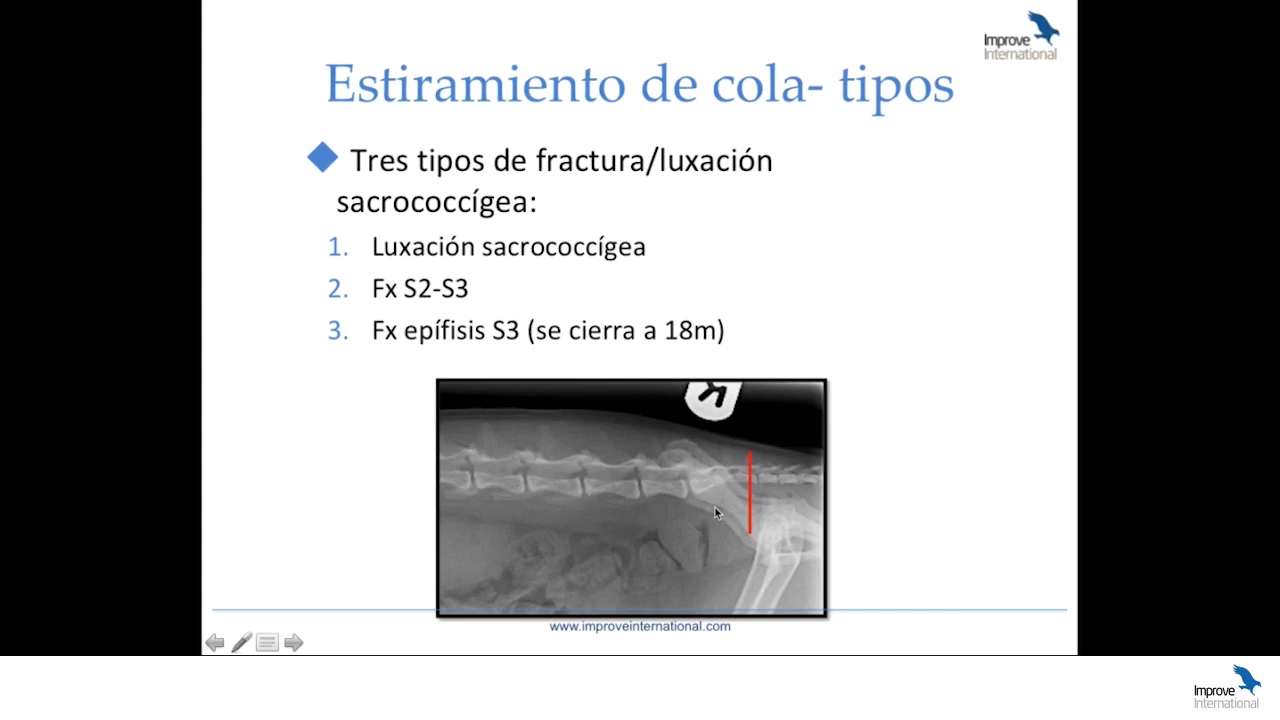 Improve
International
Estiramiento de cola- tipos
Tres tipos de fractura/luxación
sacrococcígea:
1. Luxación sacrococcígea
2. Fx S2-S3
3. Fx epífisis S3 (se cierra a 18m)
R
www.improveinternational.com
Improve
International